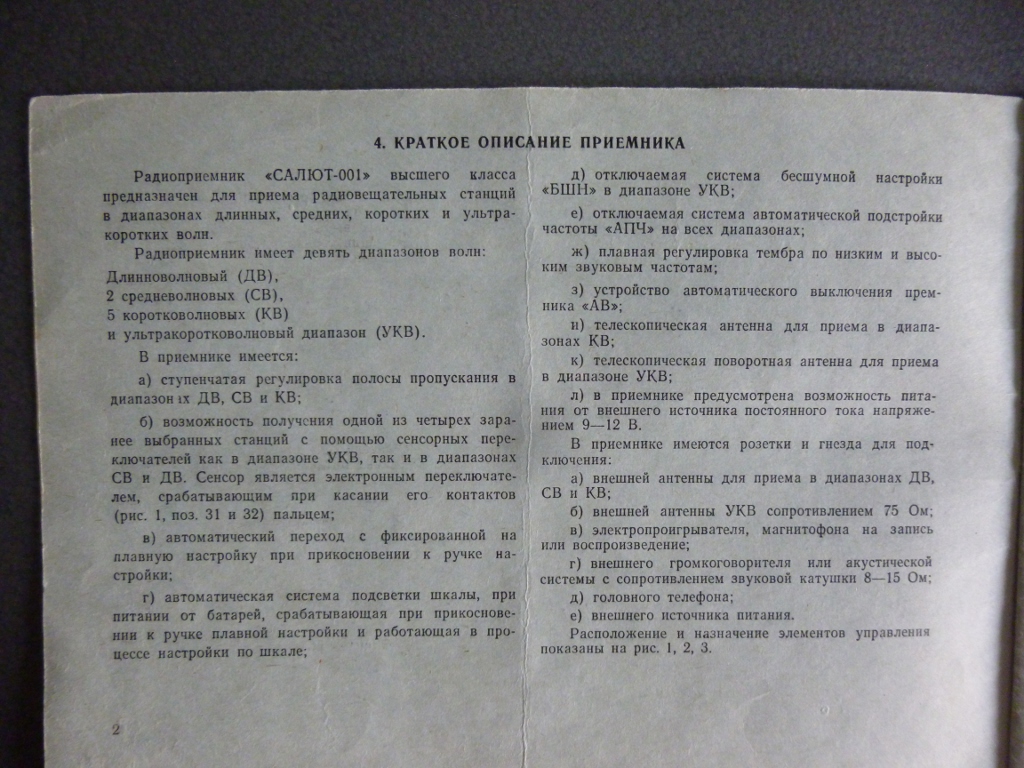 4. КРАТКОЕ ОПИСАНИЕ ПРИЕМНИКА
Радиоприемник «САЛЮТ-001» высшего класса
предназначен для приема радиовещательных станций
в диапазонах длинных, средних, коротких и ультра-
коротких волн.
Радиоприемник имеет девять диапазонов волн:
Длинноволновый (ДВ),
2 средневолновых (СВ),
5 коротковолновых (КВ)
и ультракоротковолновый диапазон (УКВ).
В приемнике имеется:
а) ступенчатая регулировка полосы пропускания в
диапазонах ДВ, СВ и КВ;
б) возможность получения одной из четырех зара-
нее выбранных станций с помощью сенсорных пере-
ключателей как в диапазоне УКВ, так и в диапазонах
СВ и ДВ. Сенсор является электронным переключате-
лем, срабатывающим при касании его контактов
(рис. 1, поз. 31 и 32) пальцем;
в) автоматический переход с фиксированной на
плавную настройку при прикосновении к ручке на-
стройки;
г) автоматическая система подсветки шкалы, при
питании от батарей, срабатывающая при прикоснове-
нии к ручке плавной настройки и работающая в про-
цессе настройки по шкале;
2
д) отключаемая система бесшумной настройки
«БШН» в диапазоне УКВ;
е) отключаемая система автоматической подстройки
частоты «АПЧ» на всех диапазонах;
ж) плавная регулировка тембра по низким и высо-
ким звуковым частотам;
з) устройство автоматического выключения прем-
ника «АВ»;
и) телескопическая антенна для приема в диапа-
зонах КВ;
к) телескопическая поворотная антенна для приема
в диапазоне УКВ;
л) в приемнике предусмотрена возможность пита-
ния от внешнего источника постоянного тока напряже-
нием 9—12 В.
В приемнике имеются розетки и гнезда для под-
ключения:
а) внешней антенны для приема в диапазонах ДВ,
СВ и КВ;
б) внешней антенны УКВ сопротивлением 75 Ом;
в) электропроигрывателя, магнитофона на запись
или воспроизведение;
г) внешнего громкоговорителя или акустической
системы с сопротивлением звуковой катушки 8—15 Ом;
д) головного телефона;
е) внешнего источника питания.
Расположение и назначение элементов управления
показаны на рис. 1, 2, 3.